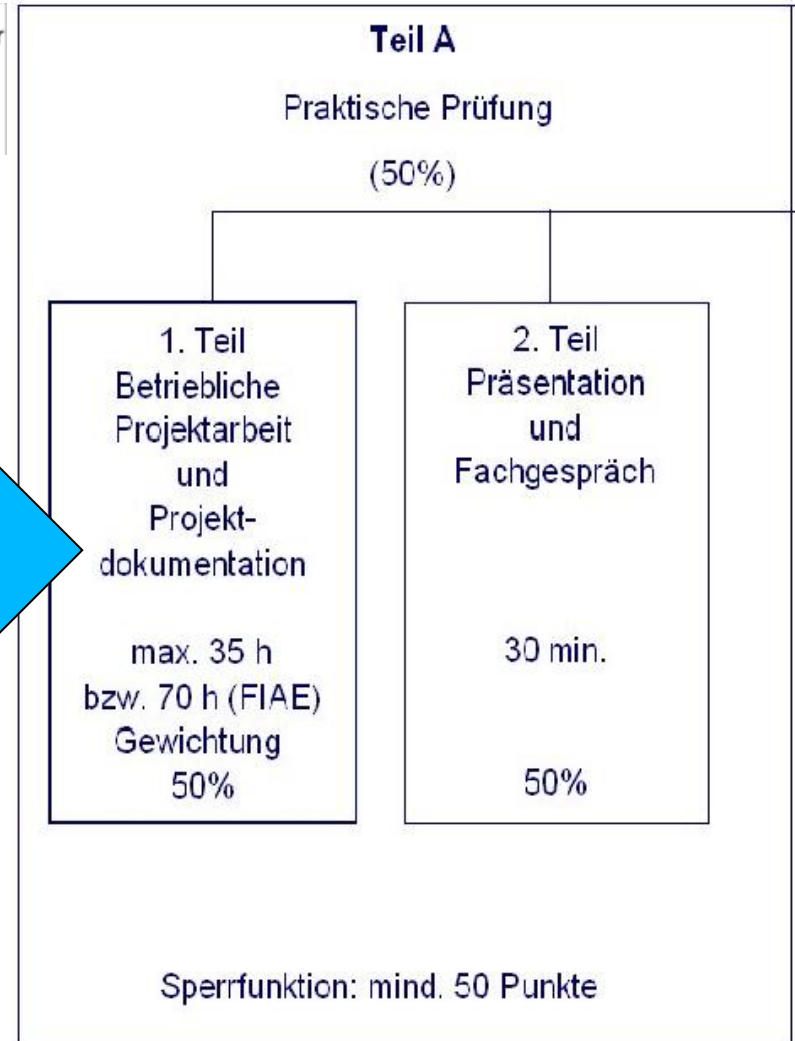 Teil A
Praktische Prüfung
(50%)
1. Teil
Betriebliche
Projektarbeit
und
Projekt-
dokumentation
max. 35 h
bzw. 70 h (FIAE)
Gewichtung
50%
2. Teil
Präsentation
und
Fachgespräch
30 min.
50%
Sperrfunktion: mind. 50 Punkte